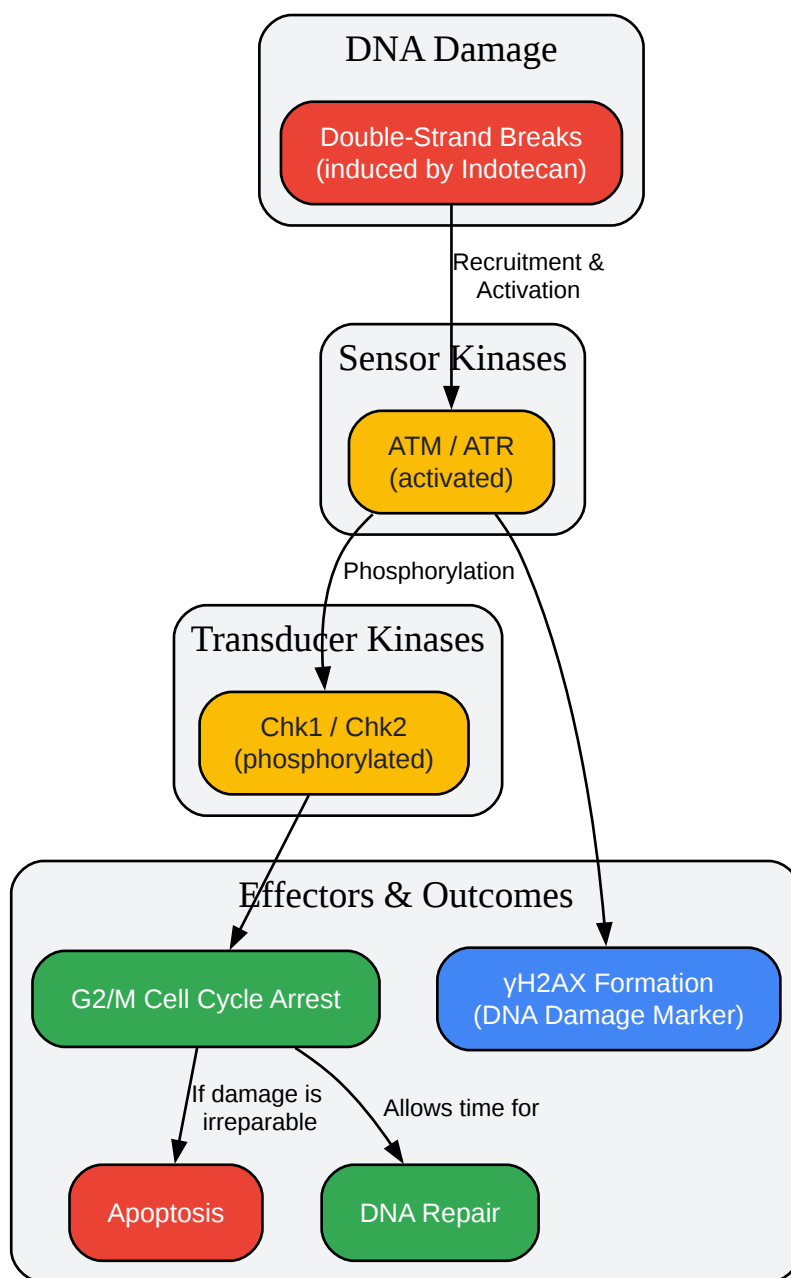 DNA Damage
Double-Strand Breaks
(induced by Indotecan)
Recruitment &
Activation
Sensor Kinases
ATM / ATR
(activated)
Phosphorylation
Transducer Kinases
Chk1 / Chk2
(phosphorylated)
Effectors & Outcomes
G2/M Cell Cycle Arrest
γH2AX Formation
(DNA Damage Marker)
If damage is
irreparable
Allows time for
Apoptosis
DNA Repair